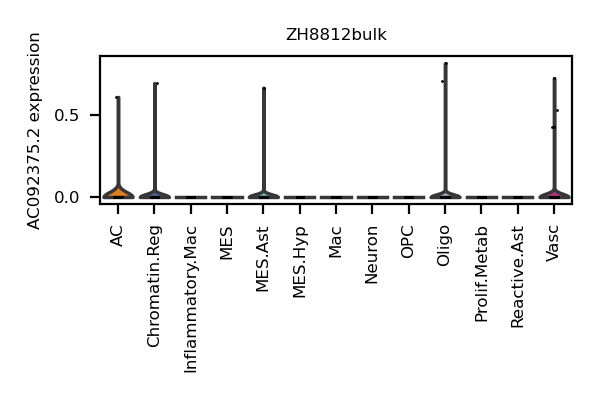 ZH8812bulk
AC092375.2 expression
0.5
0.0
AC
Chromatin.Reg
Inflammatory.Mac
MES
MES.Ast
MES.Hyp
Mac
Neuron
OPC
Oligo
Prolif.Metab
Reactive.Ast
Vasc